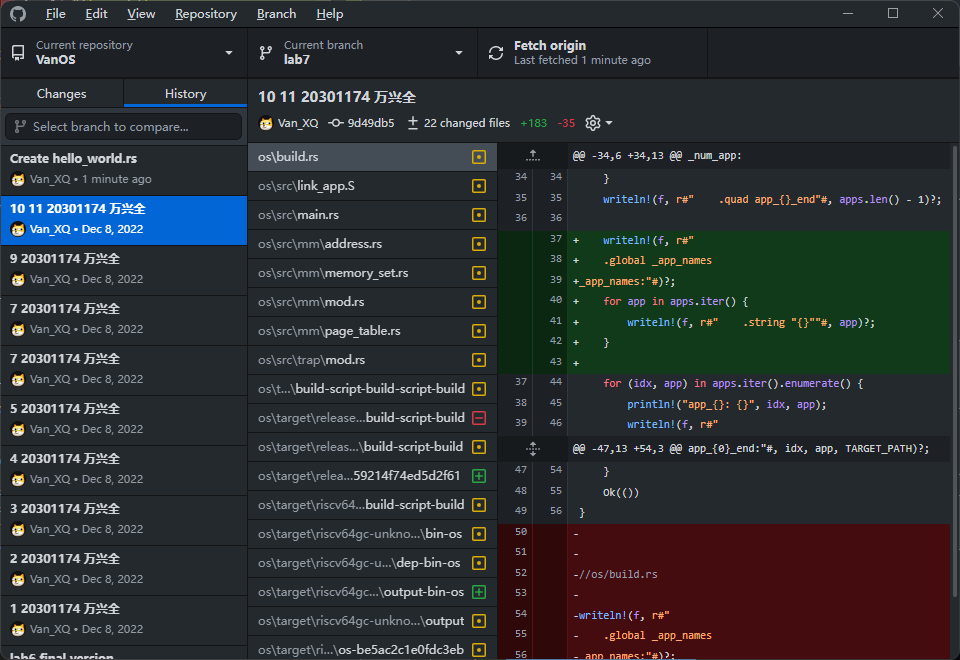 File Edit View Repository Branch Help
Current repository
VanOS
Current branch
lab7
Fetch origin
Last fetched 1 minute ago
Changes
History
Select branch to compare...
Create hello_world.rs
Van_XQ • 1 minute ago
10 11 20301174 万兴全
Van_XQ • Dec 8, 2022
9 20301174 万兴全
Van_XQ • Dec 8, 2022
7 20301174 万兴全
Van_XQ • Dec 8, 2022
7 20301174 万兴全
Van_XQ • Dec 8, 2022
5 20301174 万兴全
Van_XQ • Dec 8, 2022
4 20301174 万兴全
Van_XQ • Dec 8, 2022
3 20301174 万兴全
Van_XQ • Dec 8, 2022
2 20301174 万兴全
Van_XQ • Dec 8, 2022
1 20301174 万兴全
Van_XQ • Dec 8, 2022
lab6 final version
10 11 20301174 万兴全
Van_XQ 9d49db5 22 changed files +183 -35
os\build.rs
os\src\link_app.S
os\src\main.rs
os\src\mm\address.rs
os\src\mm\memory_set.rs
os\src\mm\mod.rs
os\src\mm\page_table.rs
os\src\trap\mod.rs
os\t...\build-script-build-script-build
os\target\release...build-script-build
os\target\releas...\build-script-build
os\target\relea...59214f74ed5d2f61
os\target\riscv64...build-script-build
os\target\riscv64gc-unkno...\bin-os
os\target\riscv64gc-u...\dep-bin-os
os\target\riscv64gc...\output-bin-os
os\target\riscv64gc-unkno...\output
os\target\ri...\os-be5ac2c1e0fdc3eb
@@ -34,6 +34,13 @@ _num_app:
34 34 }
35 35 writeln!(f, r#"    .quad app_{}_end"#, apps.len() - 1)?;
36 36
37 + writeln!(f, r#"
38 + .global _app_names
39 +_app_names:"#)?;
40 + for app in apps.iter() {
41 + writeln!(f, r#"    .string "{}""#, app)?;
42 + }
43 +
37 44 for (idx, app) in apps.iter().enumerate() {
38 45 println!("app_{}: {}", idx, app);
39 46 writeln!(f, r#"
@@ -47,13 +54,3 @@ app_{0}_end:"#, idx, app, TARGET_PATH)?;
47 54 }
48 55 Ok(())
49 56 }
50 -
51 -
52 -//os/build.rs
53 -
54 -writeln!(f, r#"
55 - .global _app_names
56 -_app_names:"#)?;